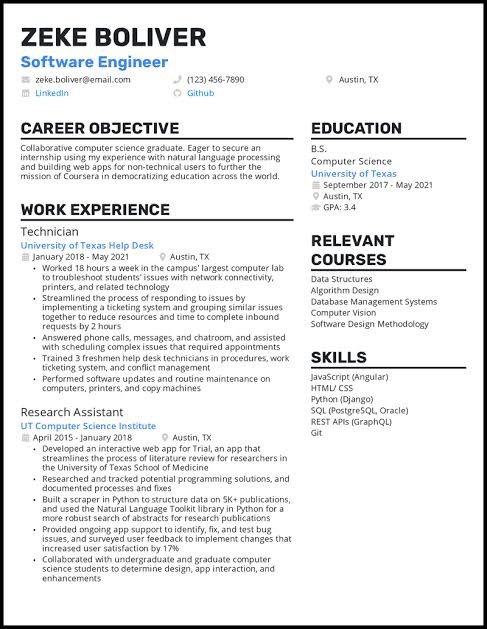 ZEKE BOLIVER
Software Engineer
zeke.boliver@email.com
(123) 456-7890
Austin, TX
LinkedIn
Github
CAREER OBJECTIVE
Collaborative computer science graduate. Eager to secure an
internship using my experience with natural language processing
and building web apps for non-technical users to further the
mission of Coursera in democratizing education across the world.
WORK EXPERIENCE
Technician
University of Texas Help Desk
January 2018 - May 2021
Austin, TX
• Worked 18 hours a week in the campus' largest computer lab
to troubleshoot students' issues with network connectivity,
printers, and related technology
• Streamlined the process of responding to issues by
implementing a ticketing system and grouping similar issues
together to reduce resources and time to complete inbound
requests by 2 hours
• Answered phone calls, messages, and chatroom, and assisted
with scheduling complex issues that required appointments
• Trained 3 freshmen help desk technicians in procedures, work
ticketing system, and conflict management
• Performed software updates and routine maintenance on
computers, printers, and copy machines
Research Assistant
UT Computer Science Institute
April 2015 - January 2018
Austin, TX
• Developed an interactive web app for Trial, an app that
streamlines the process of literature review for researchers in
the University of Texas School of Medicine
• Researched and tracked potential programming solutions, and
documented processes and fixes
• Built a scraper in Python to structure data on 5K+ publications,
and used the Natural Language Toolkit library in Python for a
more robust search of abstracts for research publications
• Provided ongoing app support to identify, fix, and test bug
issues, and surveyed user feedback to implement changes that
increased user satisfaction by 17%
• Collaborated with undergraduate and graduate computer
science students to determine design, app interaction, and
enhancements
EDUCATION
B.S.
Computer Science
University of Texas
September 2017 - May 2021
Austin, TX
GPA: 3.4
RELEVANT
COURSES
Data Structures
Algorithm Design
Database Management Systems
Computer Vision
Software Design Methodology
SKILLS
JavaScript (Angular)
HTML/ CSS
Python (Django)
SQL (PostgreSQL, Oracle)
REST APIs (GraphQL)
Git